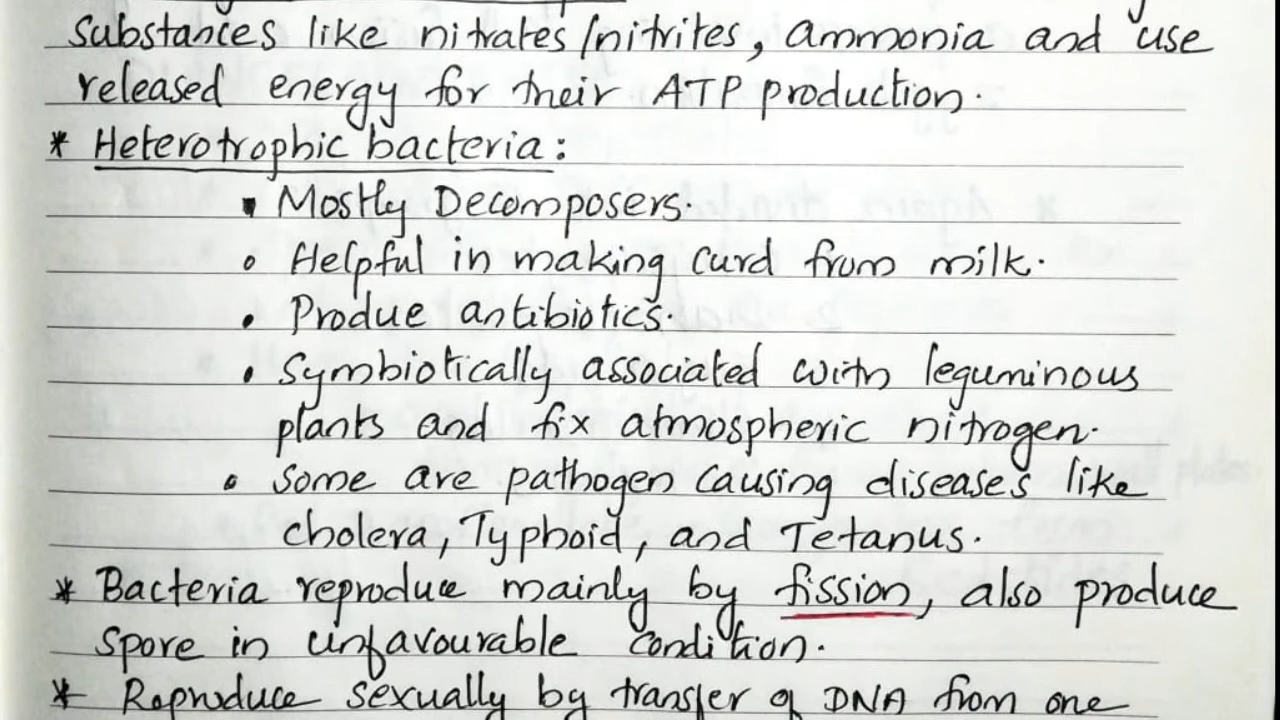 substances like nitrates/nitrites, ammonia and use
released energy for their ATP production.
* Heterotrophic bacteria:
▪ Mostly Decomposers.
• Helpful in making curd from milk.
• Produe antibiotics.
• Symbiotically associated with leguminous
plants and fix atmospheric nitrogen.
• Some are pathogen causing diseases like
cholera, Typhoid, and Tetanus.
* Bacteria reproduce mainly by fission, also produce
spore in unfavourable condition.
* Reproduce sexually by transfer of DNA from one